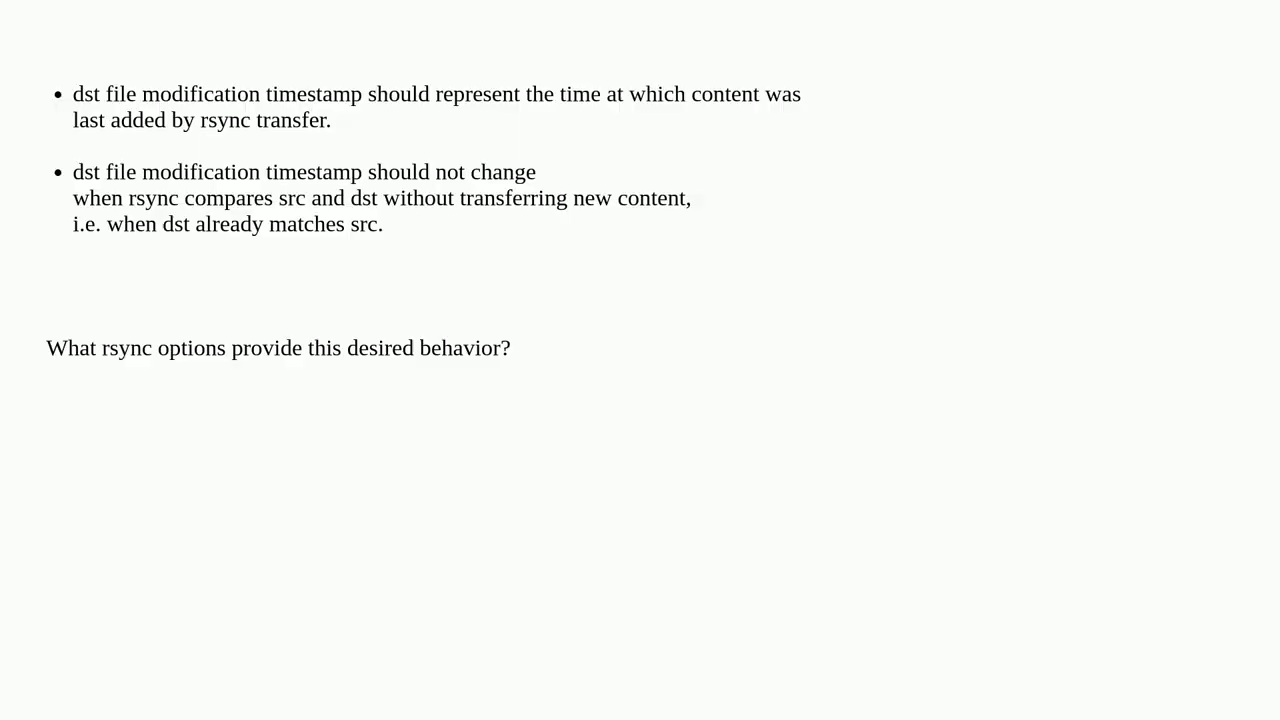 • dst file modification timestamp should represent the time at which content was
last added by rsync transfer.
• dst file modification timestamp should not change
when rsync compares src and dst without transferring new content,
i.e. when dst already matches src.
What rsync options provide this desired behavior?